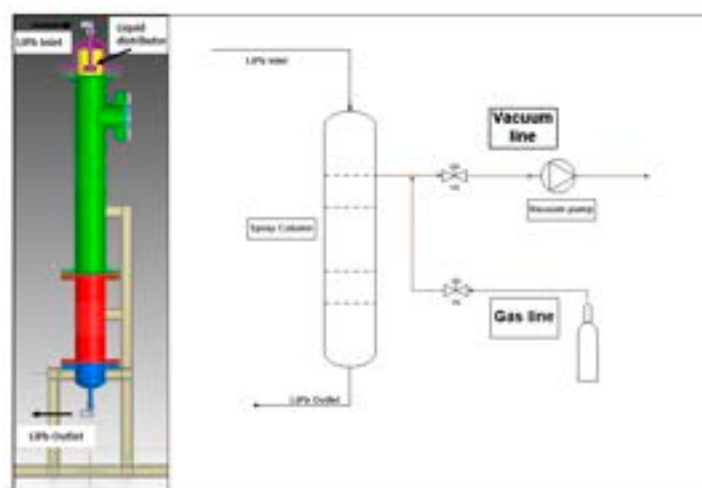 Liquid
distributor
LiPb Inlet
LiPb Outlet
LiPb Inlet
Vacuum
line
Vacuum pump
Spray Column
Gas line
LiPb Outlet